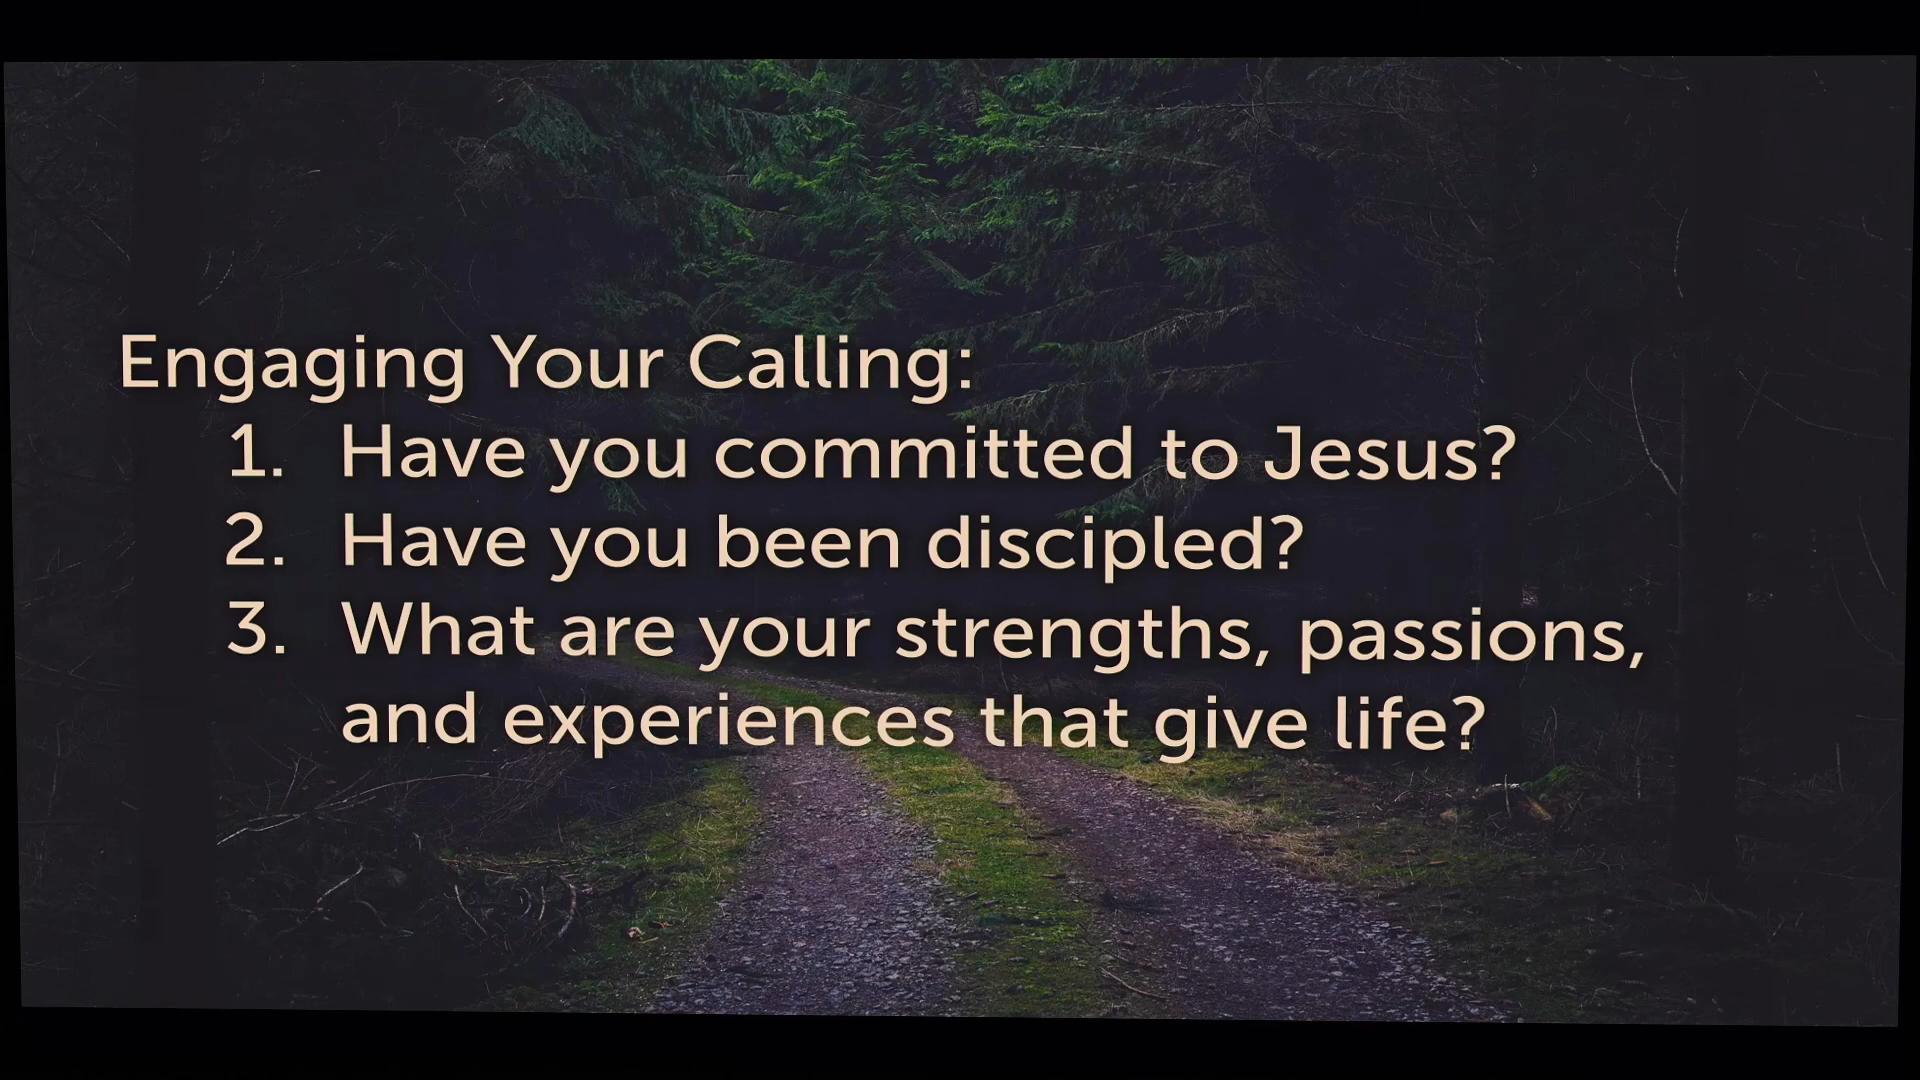 Engaging Your Calling:
1. Have you committed to Jesus?
2. Have you been discipled?
3. What are your strengths, passions,
and experiences that give life?